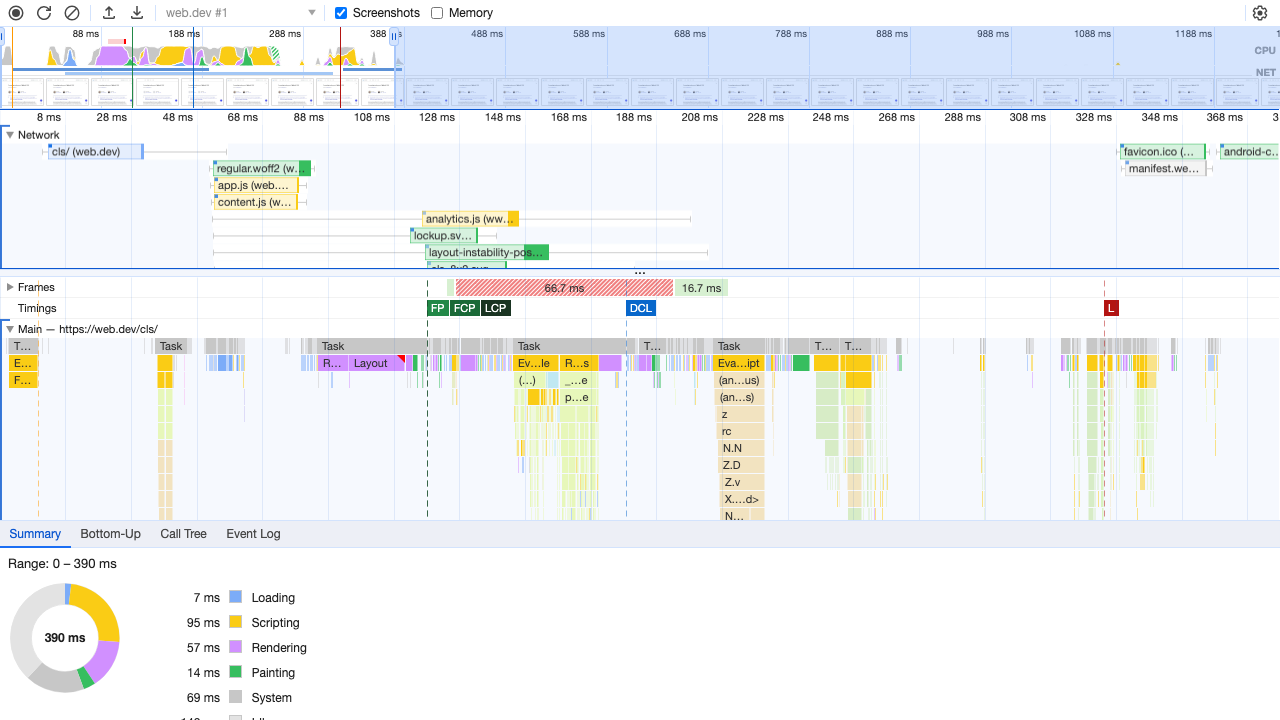 web.dev #1 Screenshots Memory
88 ms 188 ms 288 ms 388 s 488 ms 588 ms 688 ms 788 ms 888 ms 988 ms 1088 ms 1188 ms 1
CPU
NET
8 ms 28 ms 48 ms 68 ms 88 ms 108 ms 128 ms 148 ms 168 ms 188 ms 208 ms 228 ms 248 ms 268 ms 288 ms 308 ms 328 ms 348 ms 368 ms 3
Network
cls/ (web.dev) favicon.ico (… android-c…
regular.woff2 (w… manifest.we…
app.js (web.…
content.js (w…
analytics.js (ww…
lockup.sv…
layout-instability-pos…
...
Frames 66.7 ms 16.7 ms
Timings FP FCP LCP DCL L
Main — https://web.dev/cls/
T… Task Task Task T… Task T… T…
E… R… Layout Ev…le R…s Eva…ipt
F… (…) _…e (an…us)
p…e (an…s)
z
rc
N.N
Z.D
Z.v
X.…d>
N…
Summary Bottom-Up Call Tree Event Log
Range: 0 – 390 ms
390 ms
7 ms Loading
95 ms Scripting
57 ms Rendering
14 ms Painting
69 ms System